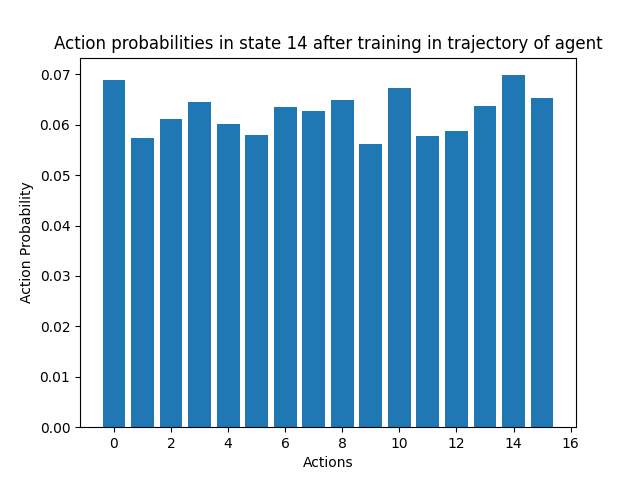 Action probabilities in state 14 after training in trajectory of agent
0.07
0.06
0.05
0.04
0.03
0.02
0.01
0.00
Action Probability
0 2 4 6 8 10 12 14 16
Actions